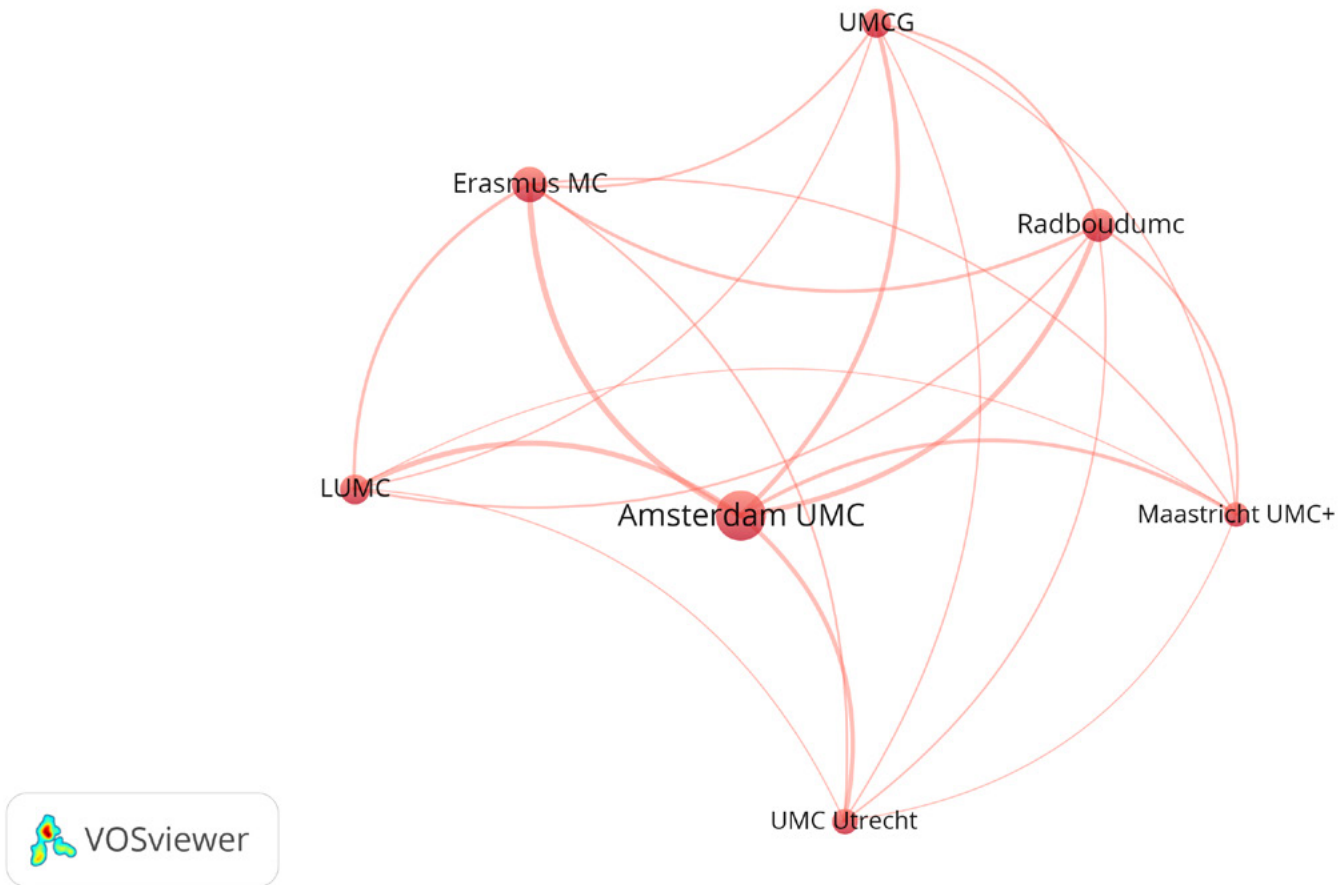 UMCG
Erasmus MC
Radboudumc
LUMC
Amsterdam UMC
Maastricht UMC+
UMC Utrecht
VOSviewer